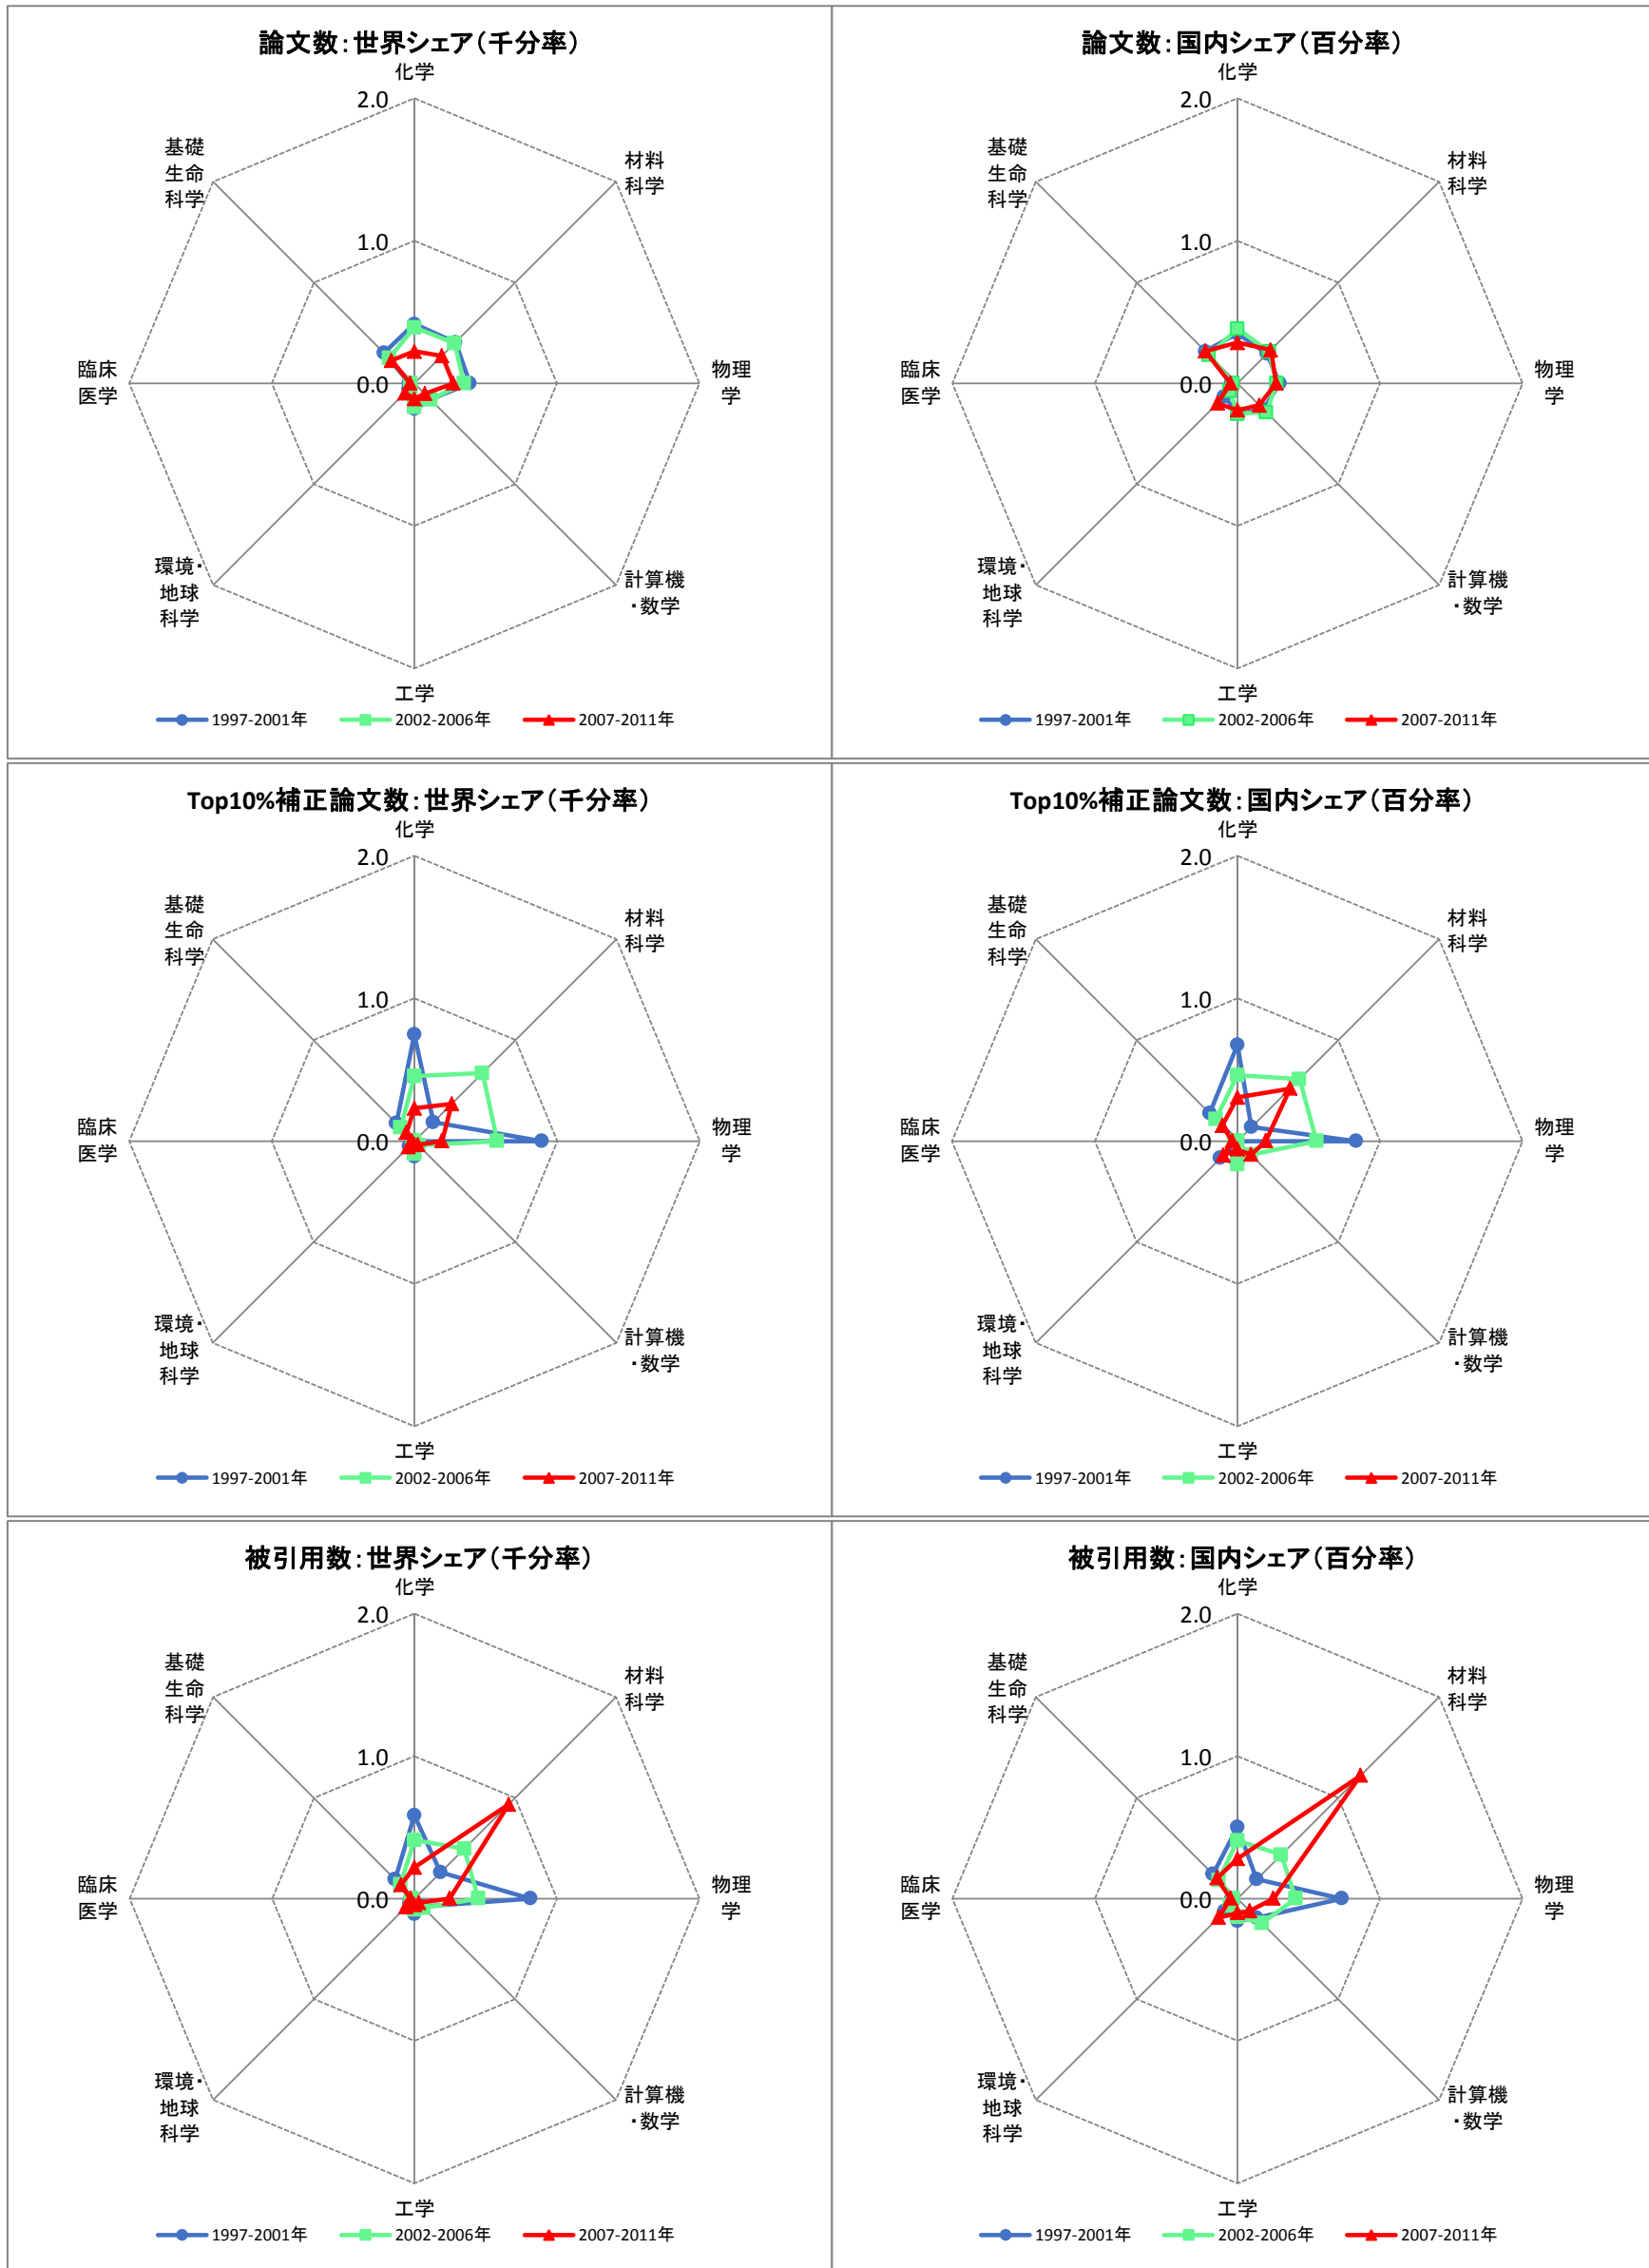 論文数：世界シェア（千分率）
化学
2.0
基礎
生命
科学
材料
科学
1.0
臨床
医学
0.0
物理
学
環境・
地球
科学
計算機
・数学
工学
1997-2001年 2002-2006年 2007-2011年
論文数：国内シェア（百分率）
化学
2.0
基礎
生命
科学
材料
科学
1.0
臨床
医学
0.0
物理
学
環境・
地球
科学
計算機
・数学
工学
1997-2001年 2002-2006年 2007-2011年
Top10%補正論文数：世界シェア（千分率）
化学
2.0
基礎
生命
科学
材料
科学
1.0
臨床
医学
0.0
物理
学
環境・
地球
科学
計算機
・数学
工学
1997-2001年 2002-2006年 2007-2011年
Top10%補正論文数：国内シェア（百分率）
化学
2.0
基礎
生命
科学
材料
科学
1.0
臨床
医学
0.0
物理
学
環境・
地球
科学
計算機
・数学
工学
1997-2001年 2002-2006年 2007-2011年
被引用数：世界シェア（千分率）
化学
2.0
基礎
生命
科学
材料
科学
1.0
臨床
医学
0.0
物理
学
環境・
地球
科学
計算機
・数学
工学
1997-2001年 2002-2006年 2007-2011年
被引用数：国内シェア（百分率）
化学
2.0
基礎
生命
科学
材料
科学
1.0
臨床
医学
0.0
物理
学
環境・
地球
科学
計算機
・数学
工学
1997-2001年 2002-2006年 2007-2011年